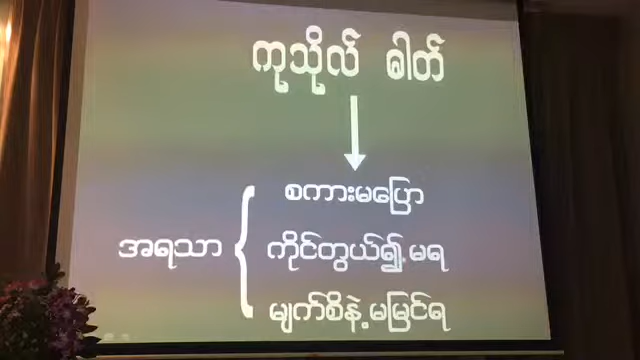 ကုသိုလ် ဓါတ်
စကားမပြော
အရသာ
ကိုင်တွယ်၍မရ
မျက်စိနဲ့မမြင်ရ